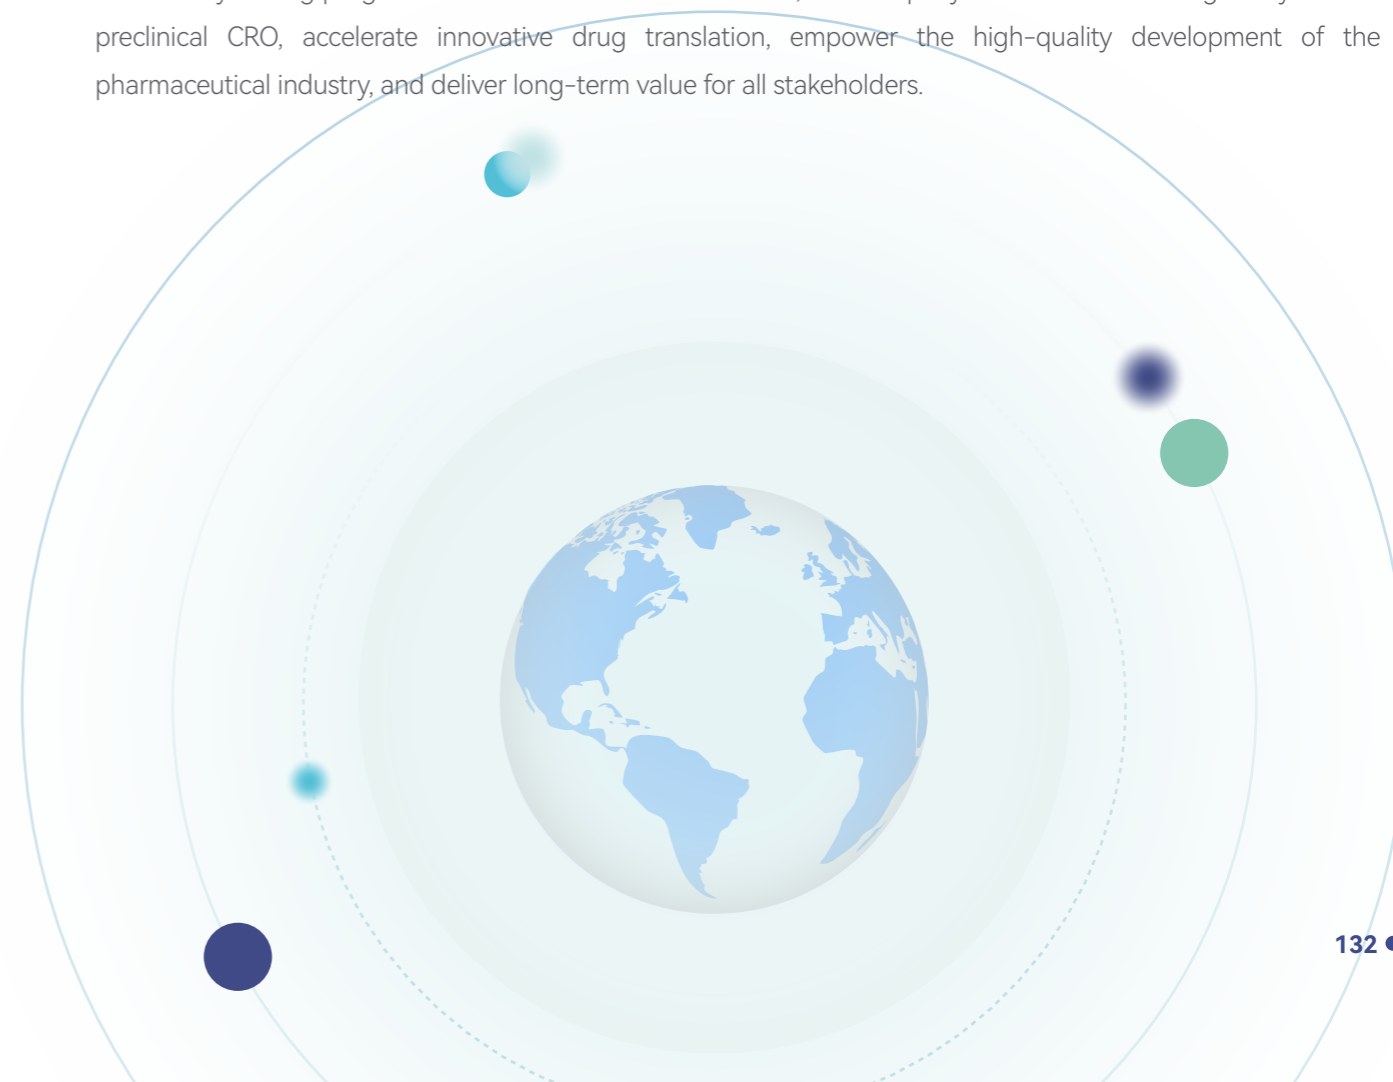 preclinical CRO, accelerate innovative drug translation, empower the high-quality development of the
pharmaceutical industry, and deliver long-term value for all stakeholders.
132